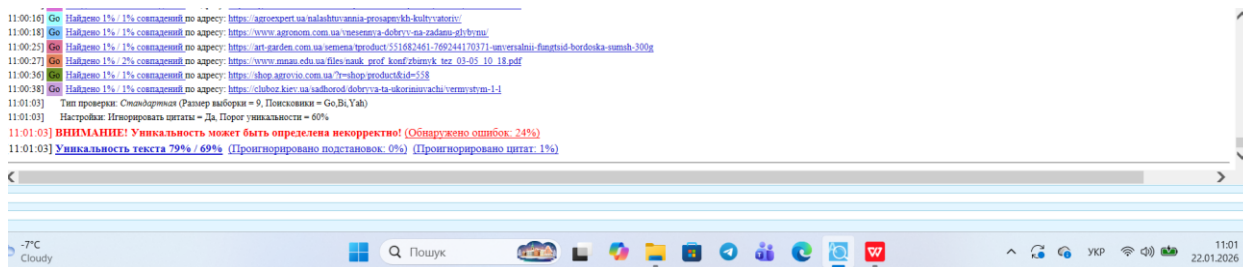 11:00:16] Go Найдено 1% / 1% совпадений по адресу: https://agroexpert.ua/nalashtuvannia-prosapnykh-kultyvatoriv/
11:00:18] Go Найдено 1% / 1% совпадений по адресу: https://www.agronom.com.ua/vnesennya-dobryv-na-zadanu-glybynu/
11:00:25] Go Найдено 1% / 1% совпадений по адресу: https://art-garden.com.ua/semena/tproduct/551682461-769244170371-unversalnii-fungtsid-bordoska-sumsh-300g
11:00:27] Go Найдено 1% / 2% совпадений по адресу: https://www.mnau.edu.ua/files/nauk_prof_konf/zbirnyk_tez_03-05_10_18.pdf
11:00:36] Go Найдено 1% / 1% совпадений по адресу: https://shop.agrovio.com.ua/?r=shop/product&id=558
11:00:38] Go Найдено 1% / 1% совпадений по адресу: https://cluboz.kiev.ua/sadhorod/dobryva-ta-ukoriniuvachi/vermystym-1-l
11:01:03] Тип проверки: Стандартная (Размер выборки = 9, Поисковики = Go,Bi,Yah)
11:01:03] Настройки: Игнорировать цитаты = Да, Порог уникальности = 60%
11:01:03] ВНИМАНИЕ! Уникальность может быть определена некорректно! (Обнаружено ошибок: 24%)
11:01:03] Уникальность текста 79% / 69% (Проигнорировано подстановок: 0%) (Проигнорировано цитат: 1%)
-7°C
Cloudy
Пошук
УКР
11:01
22.01.2026